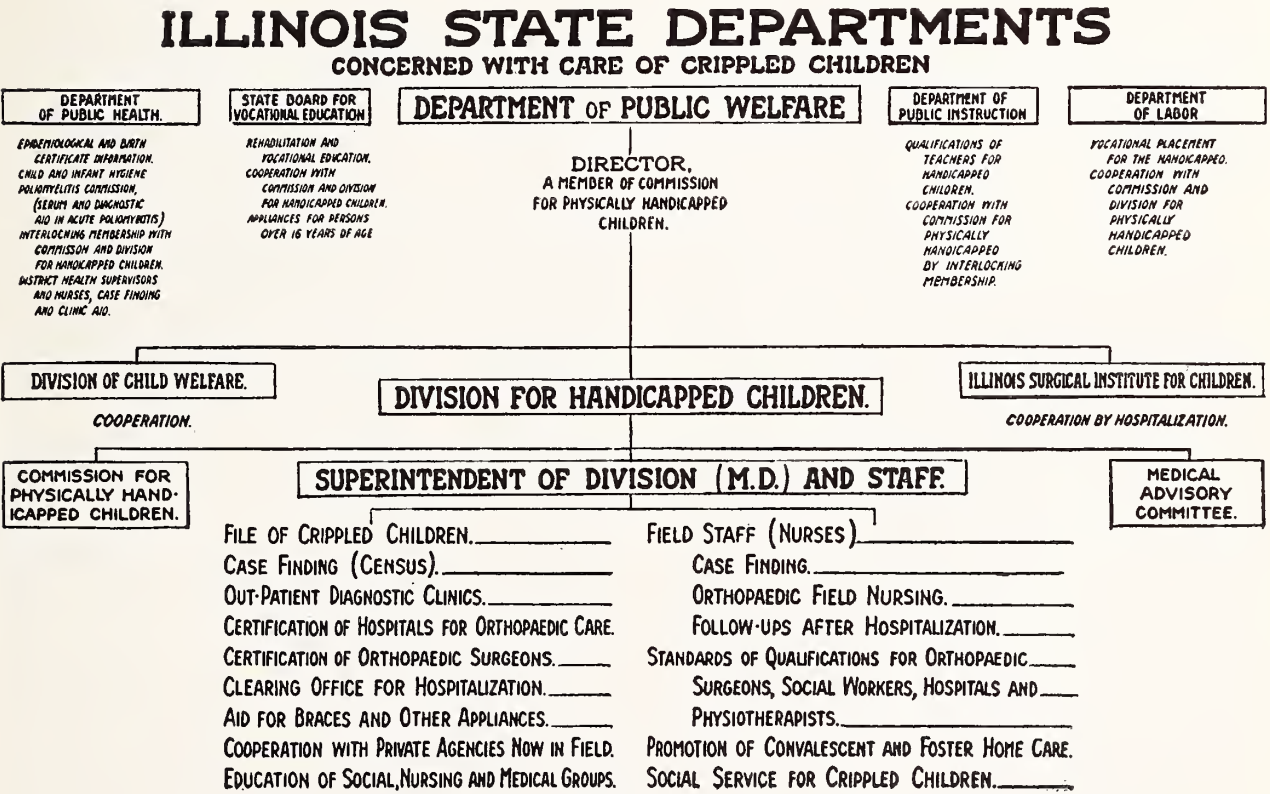 ILLINOIS STATE DEPARTMENTS
CONCERNED WITH CARE OF CRIPPLED CHILDREN
DEPARTMENT
OF PUBLIC HEALTH.
EPIDEMIOLOGICAL AND BIRTH
CERTIFICATE INFORMATION.
CHILD AND INFANT HYGIENE
POLIOMYELITIS COMMISSION,
(SERUM AND DIAGNOSTIC
AID IN ACUTE POLIOMYELITIS)
INTERLOCKING MEMBERSHIP WITH
COMMISSON AND DIVISION
FOR HANDICAPPED CHILDREN.
DISTRICT HEALTH SUPERVISORS
AND NURSES, CASE FINDING
AND CLINIC AID.
STATE BOARD FOR
VOCATIONAL EDUCATION
REHABILITATION AND
VOCATIONAL EDUCATION.
COOPERATION WITH
COMMISSION AND DIVISION
FOR HANDICAPPED CHILDREN.
APPLIANCES FOR PERSONS
OVER 16 YEARS OF AGE
DEPARTMENT OF PUBLIC WELFARE
DIRECTOR,
A MEMBER OF COMMISSION
FOR PHYSICALLY HANDICAPPED
CHILDREN.
DEPARTMENT OF
PUBLIC INSTRUCTION
QUALIFICATIONS OF
TEACHERS FOR
HANDICAPPED
CHILDREN.
COOPERATION WITH
COMMISSION FOR
PHYSICALLY
HANDICAPPED
BY INTERLOCKING
MEMBERSHIP.
DEPARTMENT
OF LABOR
VOCATIONAL PLACEMENT
FOR THE HANDICAPPED.
COOPERATION WITH
COMMISSION AND
DIVISION FOR
PHYSICALLY
HANDICAPPED
CHILDREN.
DIVISION OF CHILD WELFARE.
COOPERATION.
DIVISION FOR HANDICAPPED CHILDREN.
ILLINOIS SURGICAL INSTITUTE FOR CHILDREN.
COOPERATION BY HOSPITALIZATION.
COMMISSION FOR
PHYSICALLY HAND-
ICAPPED CHILDREN.
SUPERINTENDENT OF DIVISION (M.D.) AND STAFF.
MEDICAL
ADVISORY
COMMITTEE.
FILE OF CRIPPLED CHILDREN.
CASE FINDING (CENSUS).
OUT-PATIENT DIAGNOSTIC CLINICS.
CERTIFICATION OF HOSPITALS FOR ORTHOPAEDIC CARE.
CERTIFICATION OF ORTHOPAEDIC SURGEONS.
CLEARING OFFICE FOR HOSPITALIZATION.
AID FOR BRACES AND OTHER APPLIANCES.
COOPERATION WITH PRIVATE AGENCIES NOW IN FIELD.
EDUCATION OF SOCIAL, NURSING AND MEDICAL GROUPS.
FIELD STAFF (NURSES)
CASE FINDING.
ORTHOPAEDIC FIELD NURSING.
FOLLOW-UPS AFTER HOSPITALIZATION.
STANDARDS OF QUALIFICATIONS FOR ORTHOPAEDIC
SURGEONS, SOCIAL WORKERS, HOSPITALS AND
PHYSIOTHERAPISTS.
PROMOTION OF CONVALESCENT AND FOSTER HOME CARE.
SOCIAL SERVICE FOR CRIPPLED CHILDREN.